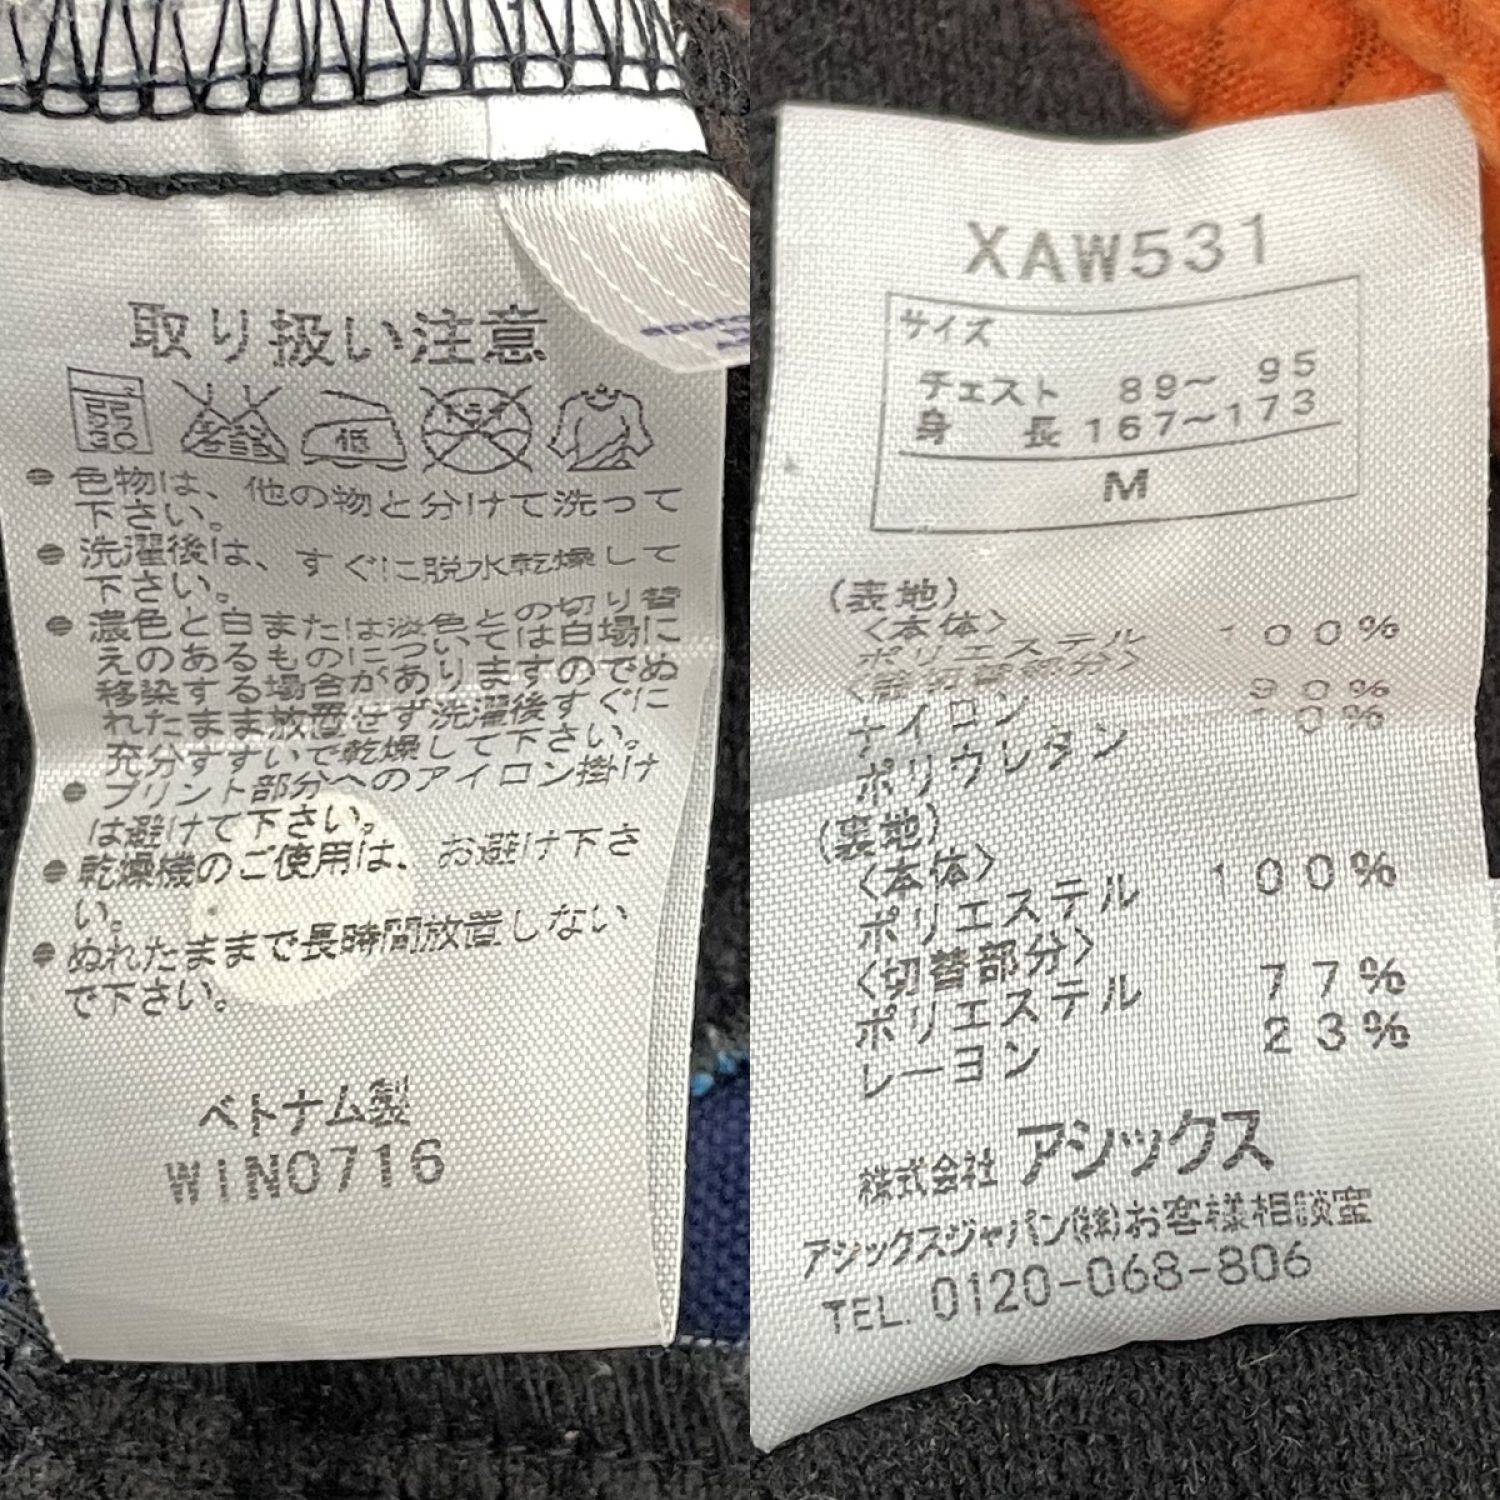 取り扱い注意
低
● 色物は、他の物と分けて洗って
下さい。
● 洗濯後は、すぐに脱水乾燥して
下さい。
● 濃色と白または淡色との切り替
えのあるものについては白場に
移染する場合がありますのでぬ
れたまま放置せず洗濯後すぐに
充分すすいで乾燥して下さい。
● プリント部分へのアイロン掛け
は避けて下さい。
● 乾燥機のご使用は、お避け下さ
い。
● ぬれたままで長時間放置しない
で下さい。
ベトナム製
WIN0716
XAW531
サイズ
チェスト 89～ 95
身 長 167～173
M
(表地)
<本体>
ポリエステル 100%
切替部分>
ナイロン 90%
ポリウレタン 10%
(裏地)
<本体>
ポリエステル 100%
<切替部分>
ポリエステル 77%
レーヨン 23%
株式会社 アシックス
アシックスジャパン(株)お客様相談室
TEL. 0120-068-806